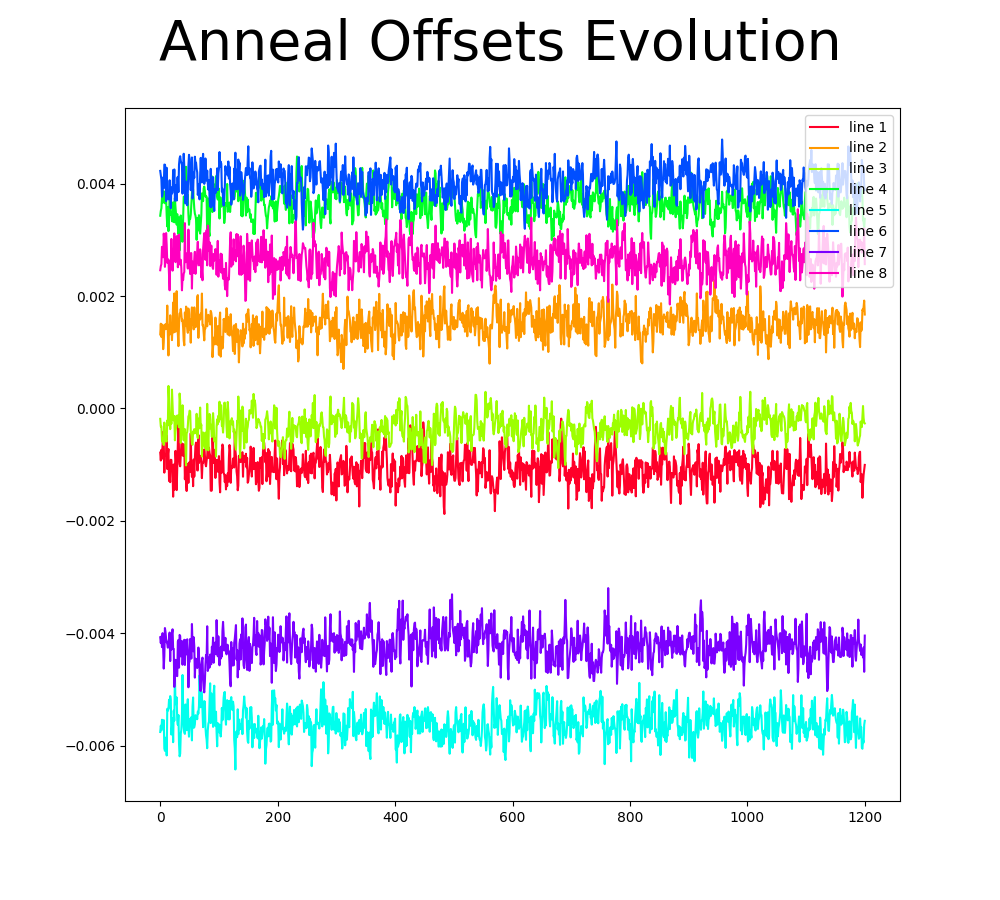 Anneal Offsets Evolution
line 1
line 2
line 3
line 4
line 5
line 6
line 7
line 8
0.004
0.002
0.000
−0.002
−0.004
−0.006
0 200 400 600 800 1000 1200